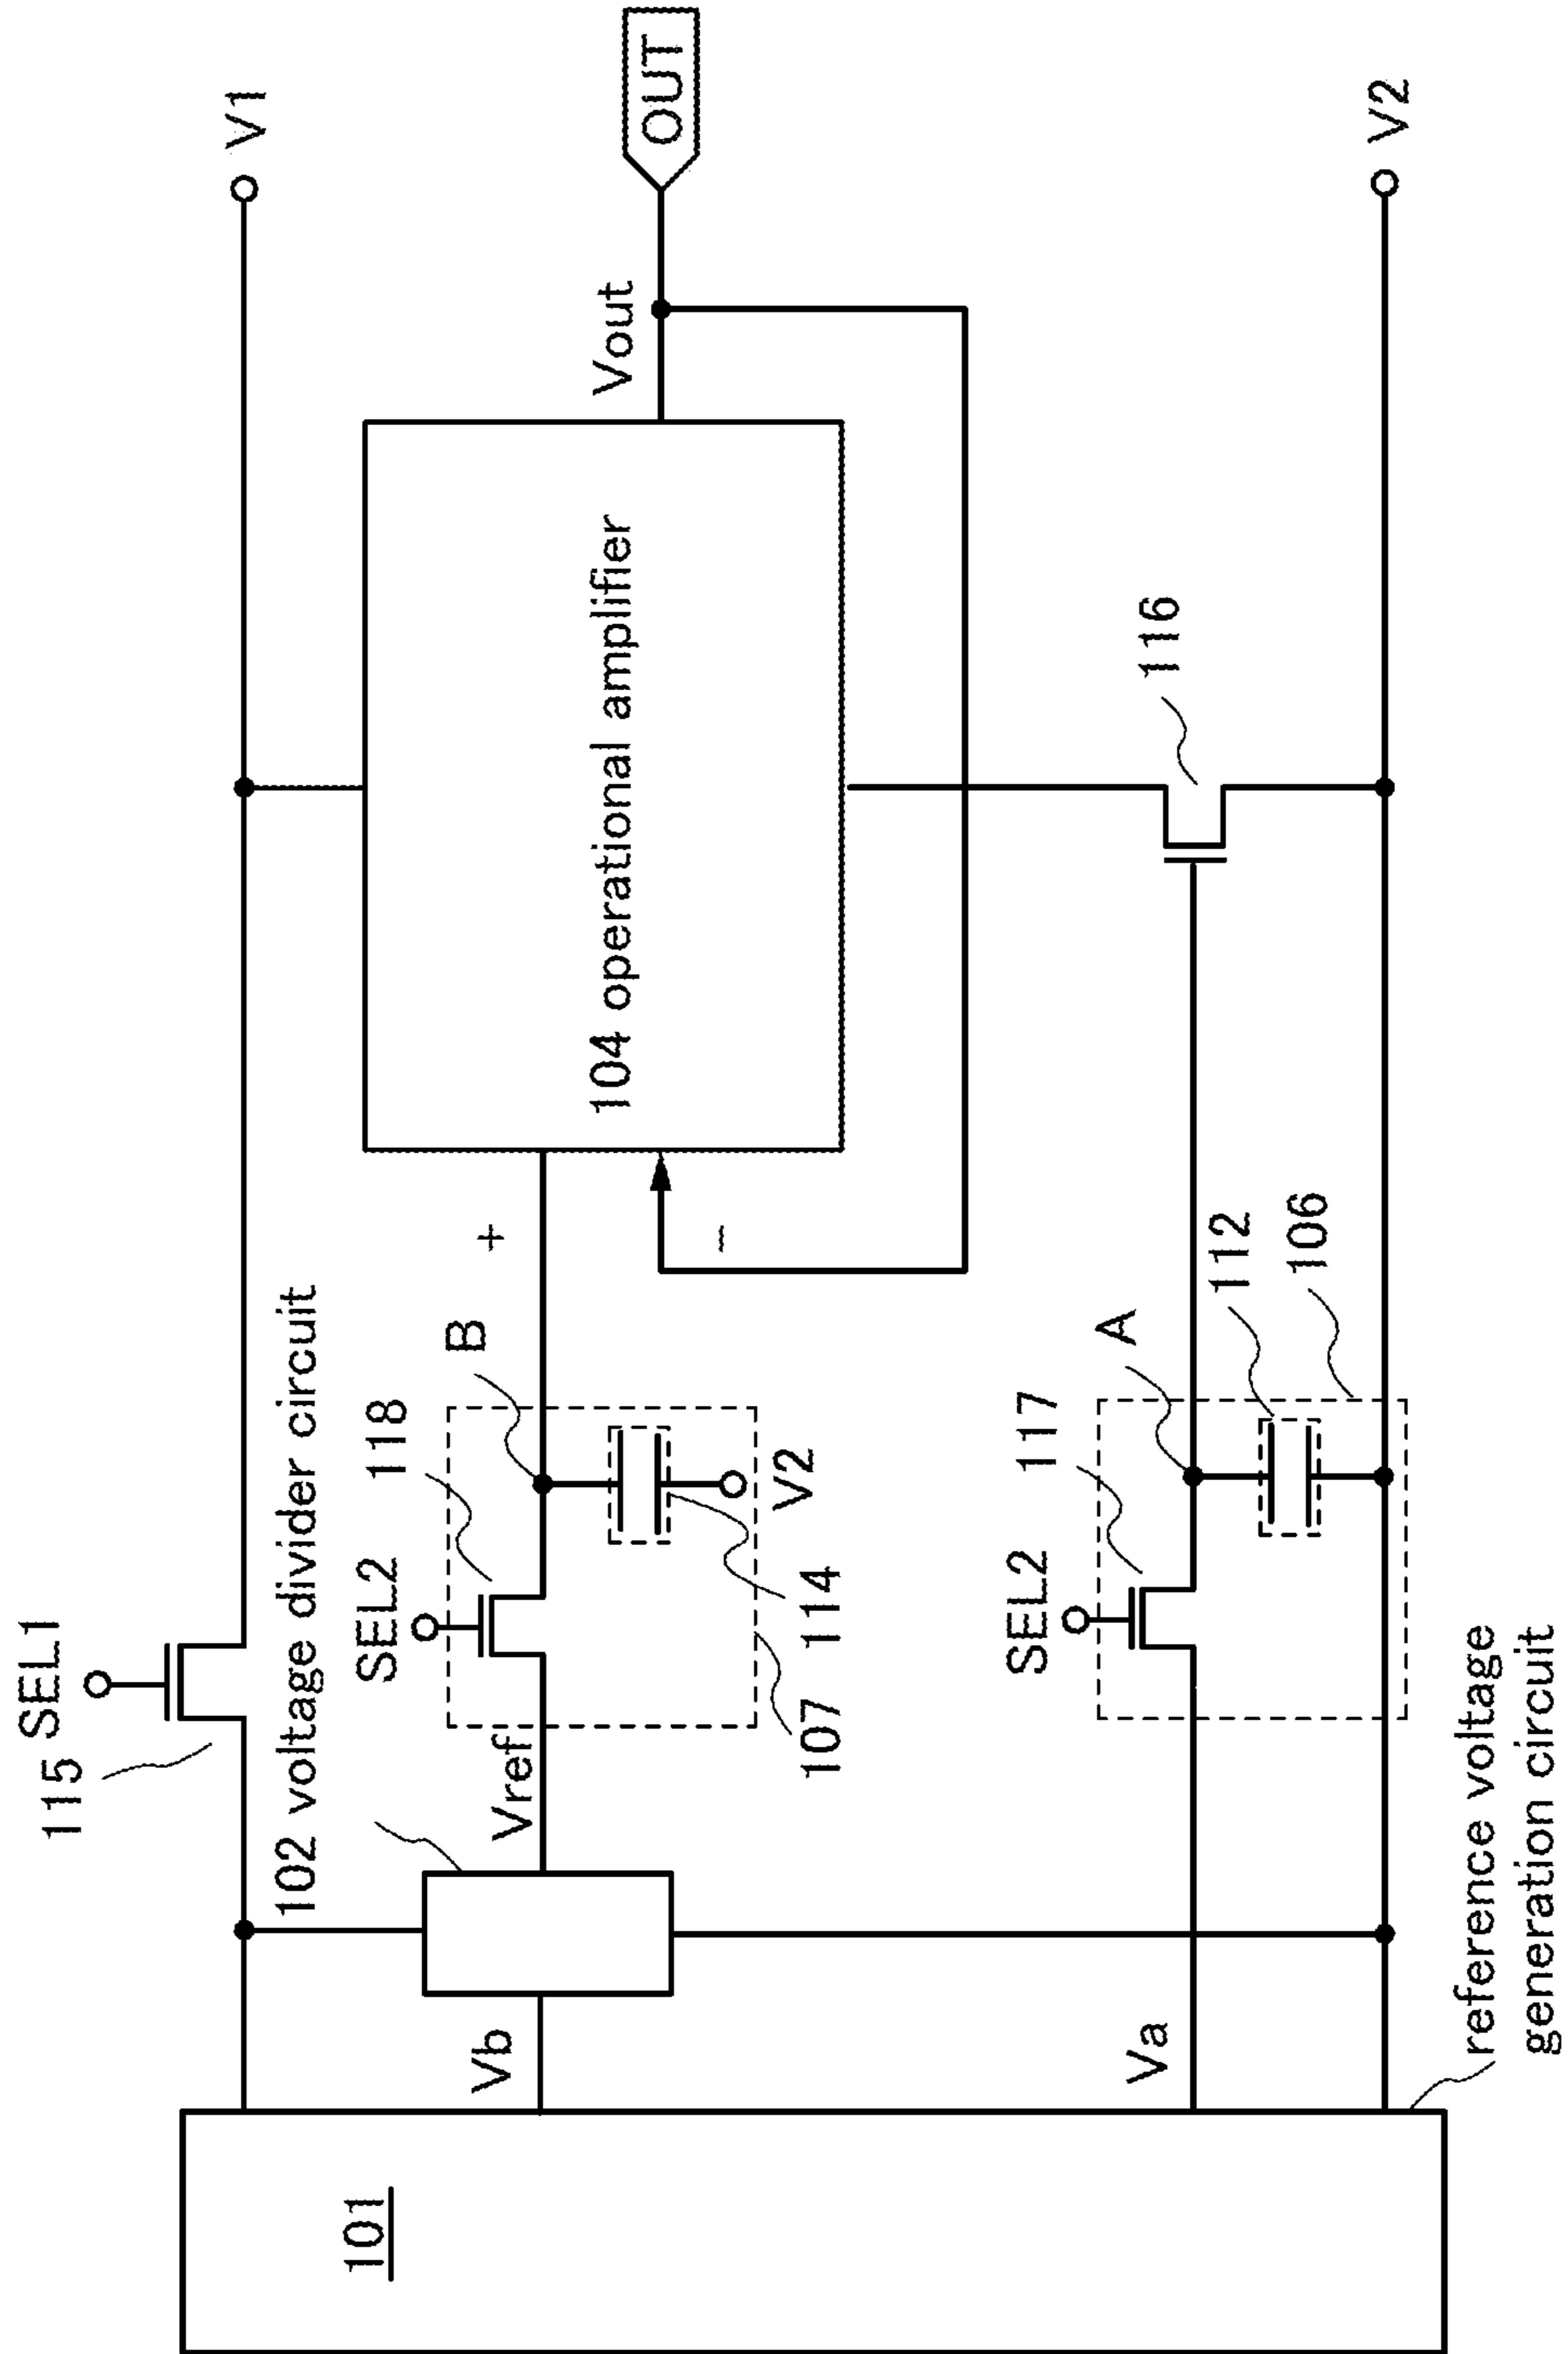 115
SEL1
V1
102 voltage divider circuit
SEL2
118
B
+
104 operational amplifier
Vout
OUT
Vb
Vref
−
107
114
V2
SEL2
117
A
116
Va
112
106
V2
101
reference voltage
generation circuit